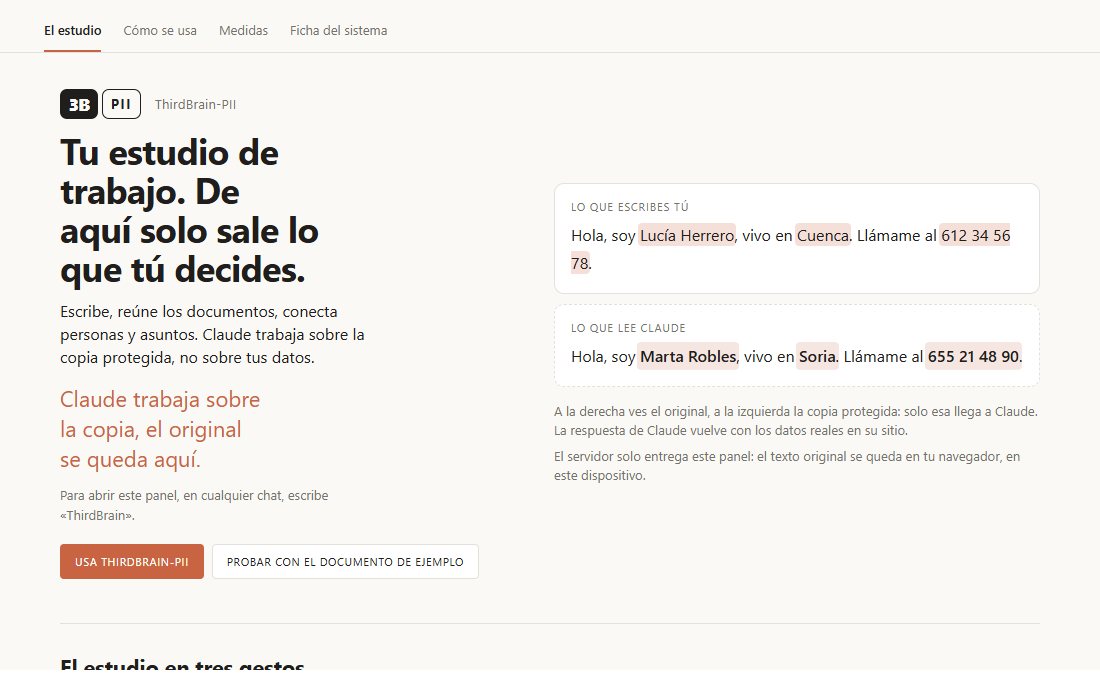 El estudio Cómo se usa Medidas Ficha del sistema
3B PII ThirdBrain-PII
Tu estudio de
trabajo. De
aquí solo sale lo
que tú decides.
Escribe, reúne los documentos, conecta
personas y asuntos. Claude trabaja sobre la
copia protegida, no sobre tus datos.
Claude trabaja sobre
la copia, el original
se queda aquí.
Para abrir este panel, en cualquier chat, escribe
«ThirdBrain».
USA THIRDBRAIN-PII PROBAR CON EL DOCUMENTO DE EJEMPLO
LO QUE ESCRIBES TÚ
Hola, soy Lucía Herrero, vivo en Cuenca. Llámame al 612 34 56
78.
LO QUE LEE CLAUDE
Hola, soy Marta Robles, vivo en Soria. Llámame al 655 21 48 90.
A la derecha ves el original, a la izquierda la copia protegida: solo esa llega a Claude.
La respuesta de Claude vuelve con los datos reales en su sitio.
El servidor solo entrega este panel: el texto original se queda en tu navegador, en
este dispositivo.
El estudio en tres gestos